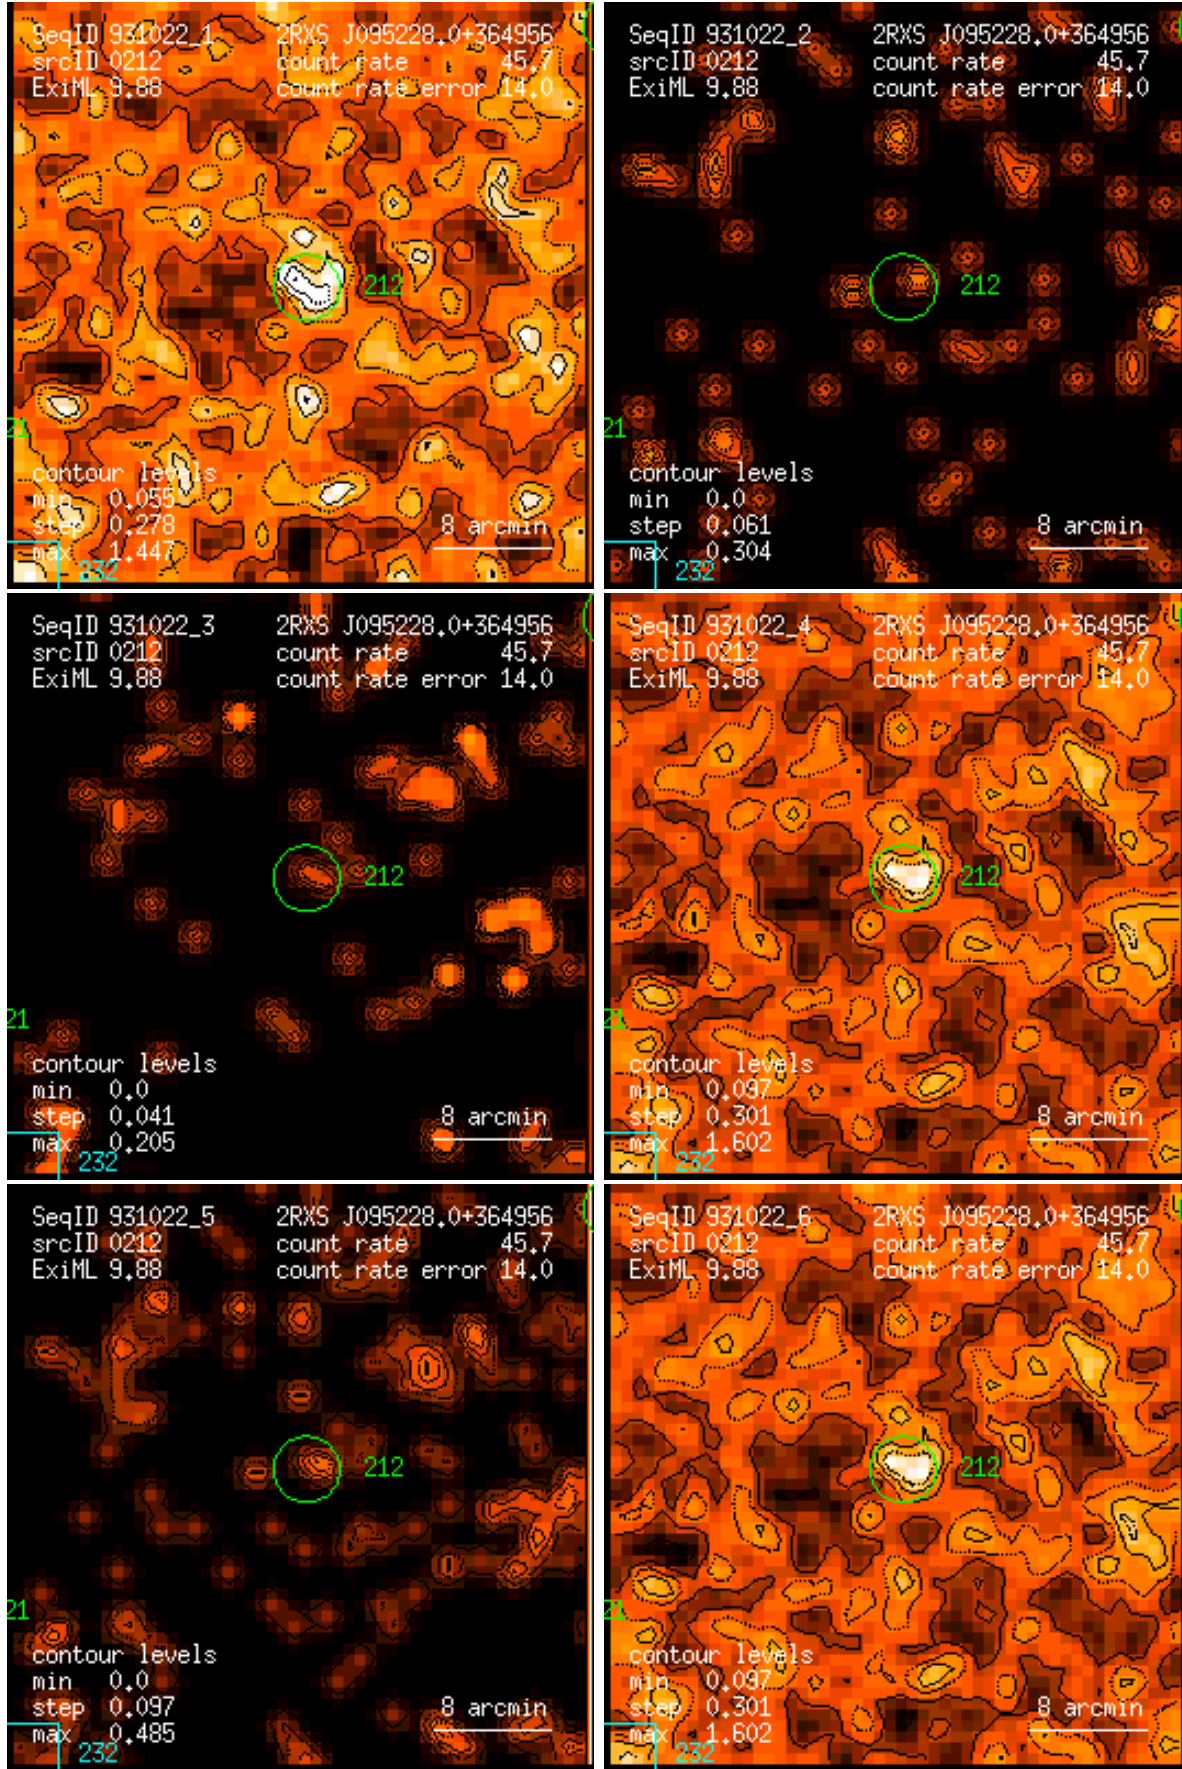 SeqID 931022_1 2RXS J095228.0+364956
srcID 0212 count rate 45.7
ExiML 9.88 count rate error 14.0
212
21
contour levels
min 0.055
step 0.278 8 arcmin
max 1.447
232
SeqID 931022_2 2RXS J095228.0+364956
srcID 0212 count rate 45.7
ExiML 9.88 count rate error 14.0
212
21
contour levels
min 0.0
step 0.061 8 arcmin
max 0.304
232
SeqID 931022_3 2RXS J095228.0+364956
srcID 0212 count rate 45.7
ExiML 9.88 count rate error 14.0
212
21
contour levels
min 0.0
step 0.041 8 arcmin
max 0.205
232
SeqID 931022_4 2RXS J095228.0+364956
srcID 0212 count rate 45.7
ExiML 9.88 count rate error 14.0
212
21
contour levels
min 0.097
step 0.301 8 arcmin
max 1.602
232
SeqID 931022_5 2RXS J095228.0+364956
srcID 0212 count rate 45.7
ExiML 9.88 count rate error 14.0
212
21
contour levels
min 0.0
step 0.097 8 arcmin
max 0.485
232
SeqID 931022_6 2RXS J095228.0+364956
srcID 0212 count rate 45.7
ExiML 9.88 count rate error 14.0
212
21
contour levels
min 0.097
step 0.301 8 arcmin
max 1.602
232